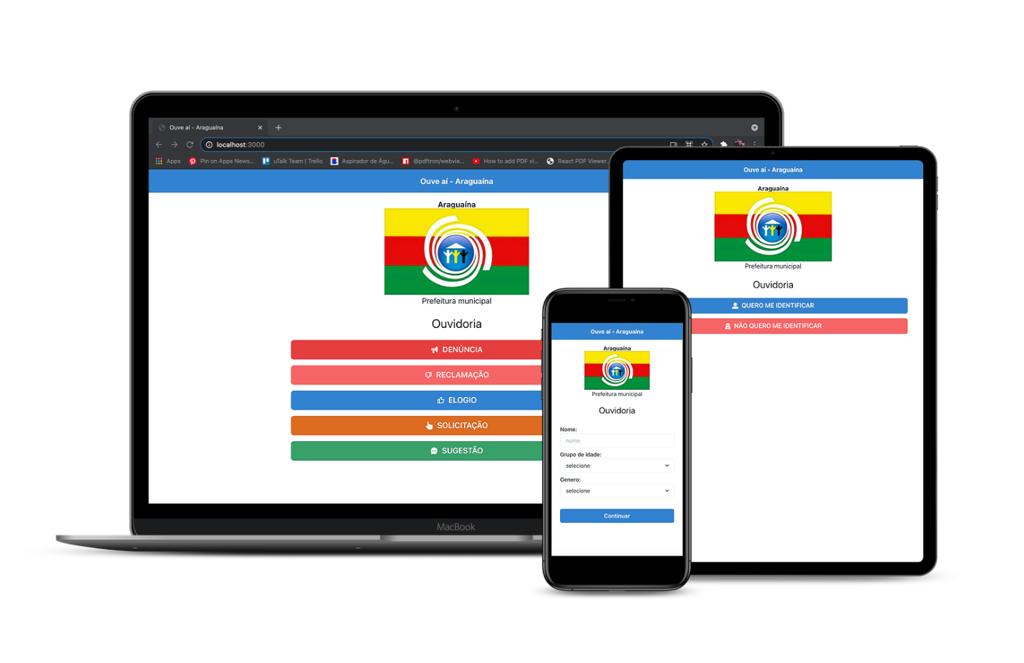 Ouve aí - Araguaína
localhost:3000
Apps
Pin on Apps News...
uTalk Team | Trello
Aspirador de Águ...
@pdftron/webvie...
How to add PDF vi...
React PDF Viewer
Ouve aí - Araguaína
Araguaína
Prefeitura municipal
Ouvidoria
DENÚNCIA
RECLAMAÇÃO
ELOGIO
SOLICITAÇÃO
SUGESTÃO
MacBook
Ouve aí - Araguaína
Araguaína
Prefeitura municipal
Ouvidoria
QUERO ME IDENTIFICAR
NÃO QUERO ME IDENTIFICAR
Ouve aí - Araguaína
Araguaína
Prefeitura municipal
Ouvidoria
Nome:
nome
Grupo de idade:
selecione
Genero:
selecione
Continuar